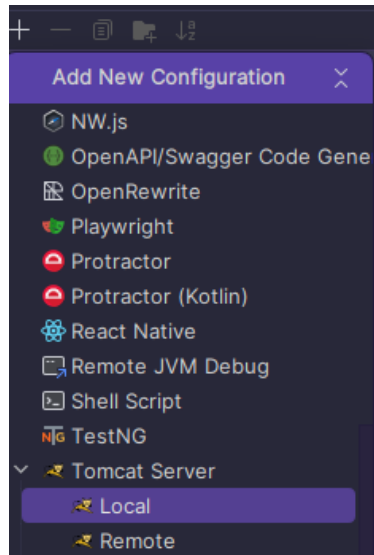 Add New Configuration
NW.js
OpenAPI/Swagger Code Gene
OpenRewrite
Playwright
Protractor
Protractor (Kotlin)
React Native
Remote JVM Debug
Shell Script
TestNG
Tomcat Server
Local
Remote